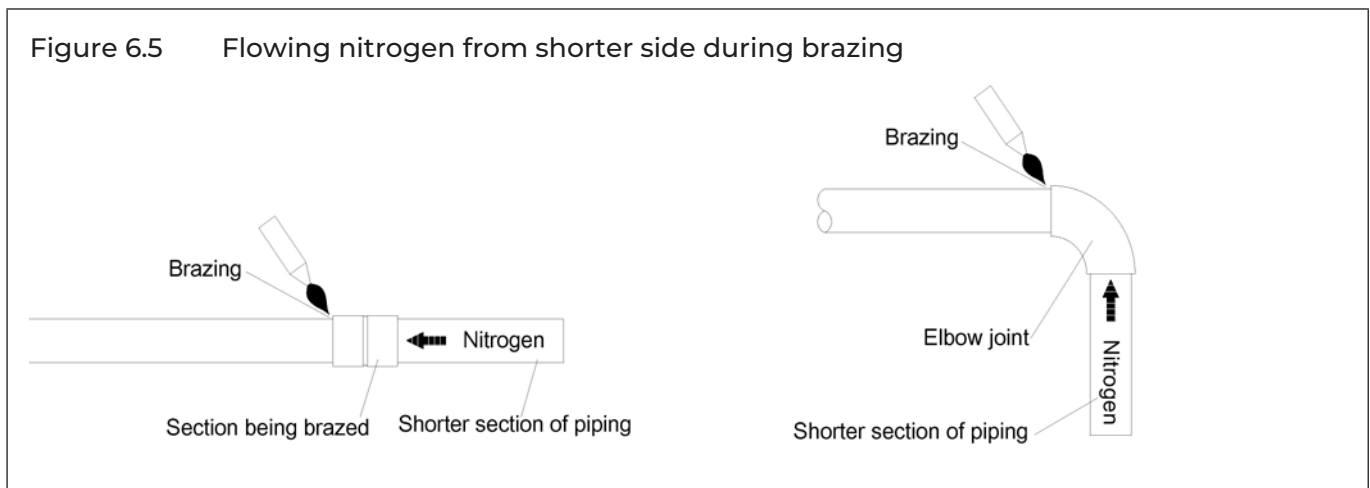 Figure 6.5 Flowing nitrogen from shorter side during brazing
Brazing
Nitrogen
Section being brazed
Shorter section of piping
Brazing
Elbow joint
Nitrogen
Shorter section of piping